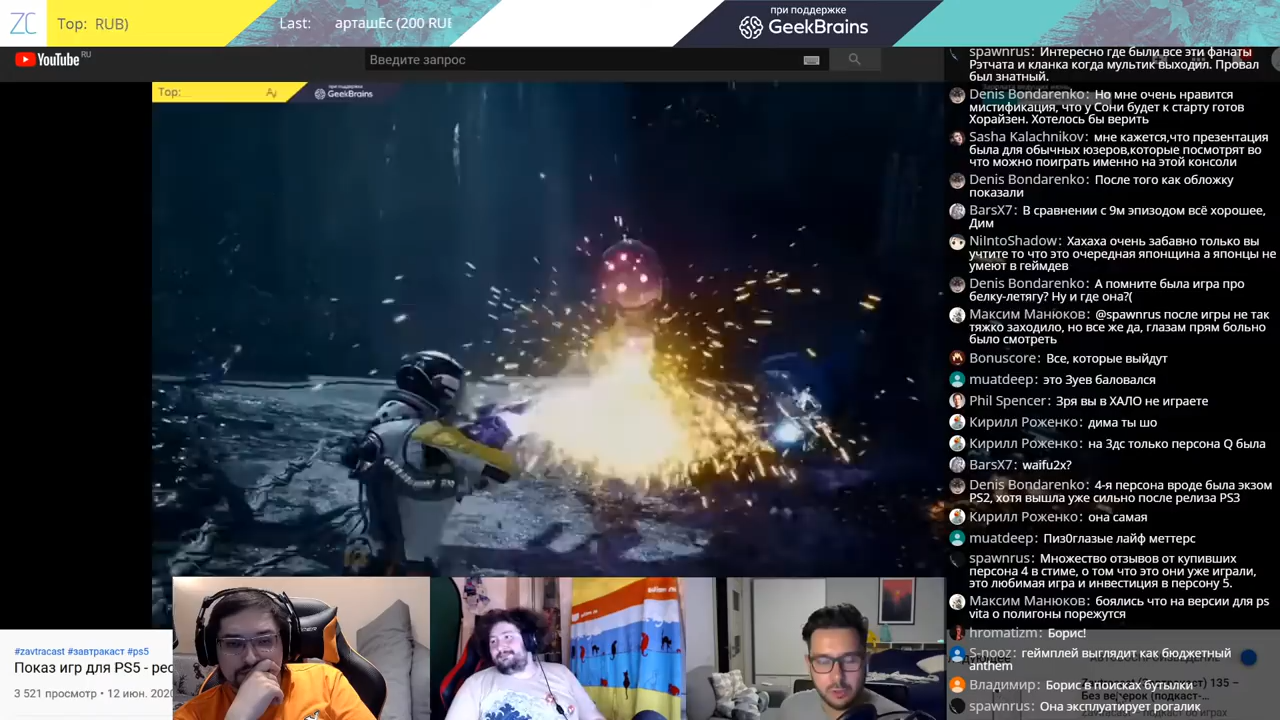 ZC
Top: RUB)
Last: арташЕс (200 RUE
при поддержке
GeekBrains
YouTube RU
Введите запрос
Top:
при поддержке
GeekBrains
spawnrus: Интересно где были все эти фанаты
Рэтчата и кланка когда мультик выходил. Провал
был знатный.
Denis Bondarenko: Но мне очень нравится
мистификация, что у Сони будет к старту готов
Хорайзен. Хотелось бы верить
Sasha Kalachnikov: мне кажется,что презентация
была для обычных юзеров,которые посмотрят во
что можно поиграть именно на этой консоли
Denis Bondarenko: После того как обложку
показали
BarsX7: В сравнении с 9м эпизодом всё хорошее,
Дим
NiIntoShadow: Хахаха очень забавно только вы
учтите то что это очередная японщина а японцы не
умеют в геймдев
Denis Bondarenko: А помните была игра про
белку-летягу? Ну и где она?(
Максим Манюков: @spawnrus после игры не так
тяжко заходило, но все же да, глазам прям больно
было смотреть
Bonuscore: Все, которые выйдут
muatdeep: это Зуев баловался
Phil Spencer: Зря вы в ХАЛО не играете
Кирилл Роженко: дима ты шо
Кирилл Роженко: на 3дс только персона Q была
BarsX7: waifu2x?
Denis Bondarenko: 4-я персона вроде была экзом
PS2, хотя вышла уже сильно после релиза PS3
Кирилл Роженко: она самая
muatdeep: Пиз0глазые лайф меттерс
spawnrus: Множество отзывов от купивших
персона 4 в стиме, о том что это они уже играли,
это любимая игра и инвестиция в персону 5.
Максим Манюков: боялись что на версии для ps
vita о полигоны порежутся
hromatizm: Борис!
S-nooz: геймплей выглядит как бюджетный
anthem
Владимир: Борис в поисках бутылки
spawnrus: Она эксплуатирует рогалик
#zavtracast #завтракаст #ps5
Показ игр для PS5 - рес
3 521 просмотр • 12 июн. 2020
135 –
Без ве
(подкаст-